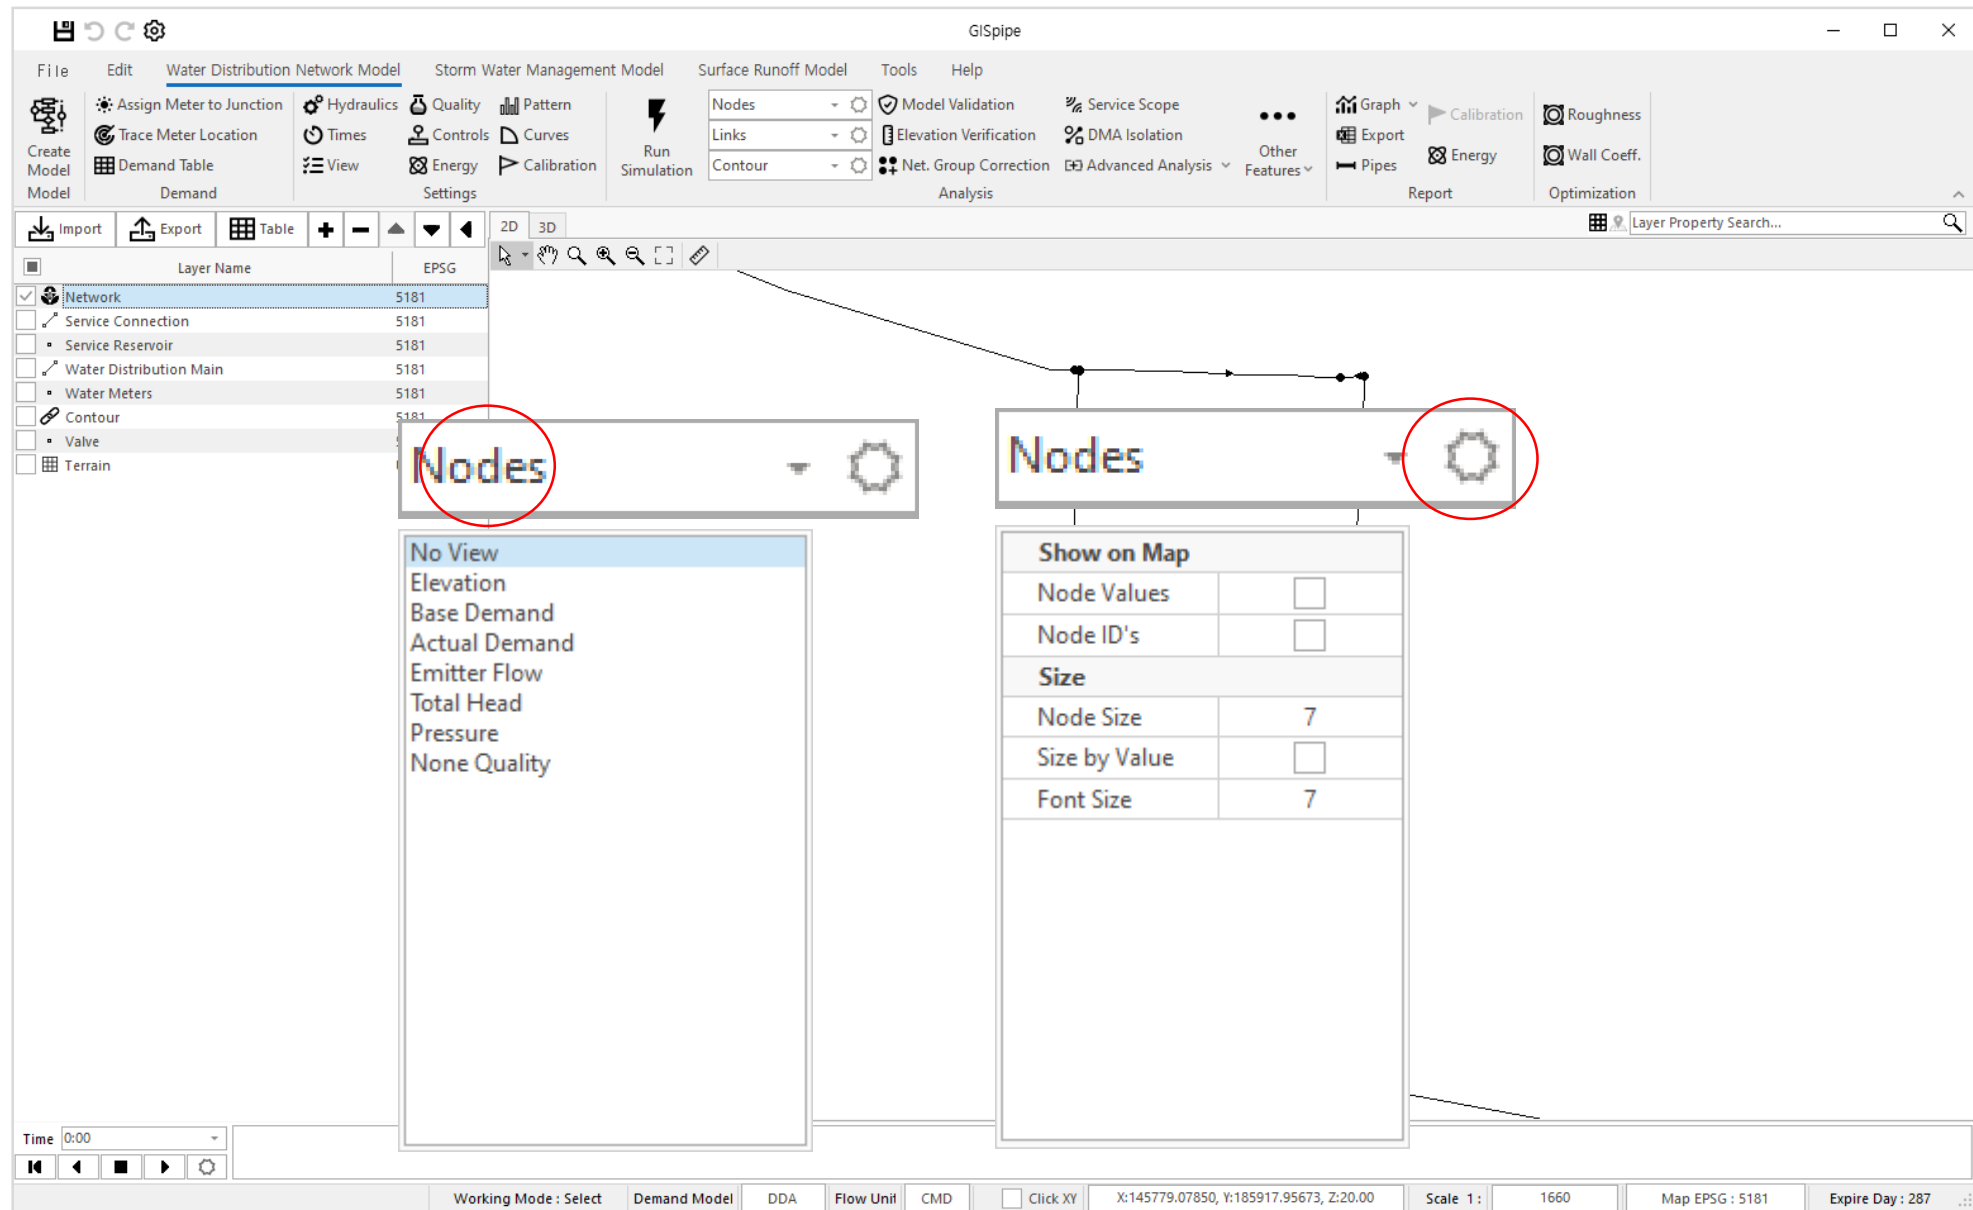 GISpipe
File Edit Water Distribution Network Model Storm Water Management Model Surface Runoff Model Tools Help
Create Model
Model
Assign Meter to Junction
Trace Meter Location
Demand Table
Demand
Hydraulics Quality Pattern
Times Controls Curves
View Energy Calibration
Settings
Run Simulation
Nodes
Links
Contour
Model Validation Service Scope
Elevation Verification DMA Isolation
Net. Group Correction Advanced Analysis
Other Features
Analysis
Graph Calibration
Export
Pipes Energy
Report
Roughness
Wall Coeff.
Optimization
Import Export Table 2D 3D Layer Property Search...
Layer Name EPSG
Network 5181
Service Connection 5181
Service Reservoir 5181
Water Distribution Main 5181
Water Meters 5181
Contour 5181
Valve
Terrain
Nodes
No View
Elevation
Base Demand
Actual Demand
Emitter Flow
Total Head
Pressure
None Quality
Nodes
Show on Map
Node Values
Node ID's
Size
Node Size 7
Size by Value
Font Size 7
Time 0:00
Working Mode : Select Demand Model DDA Flow Unit CMD Click XY X:145779.07850, Y:185917.95673, Z:20.00 Scale 1 : 1660 Map EPSG : 5181 Expire Day : 287